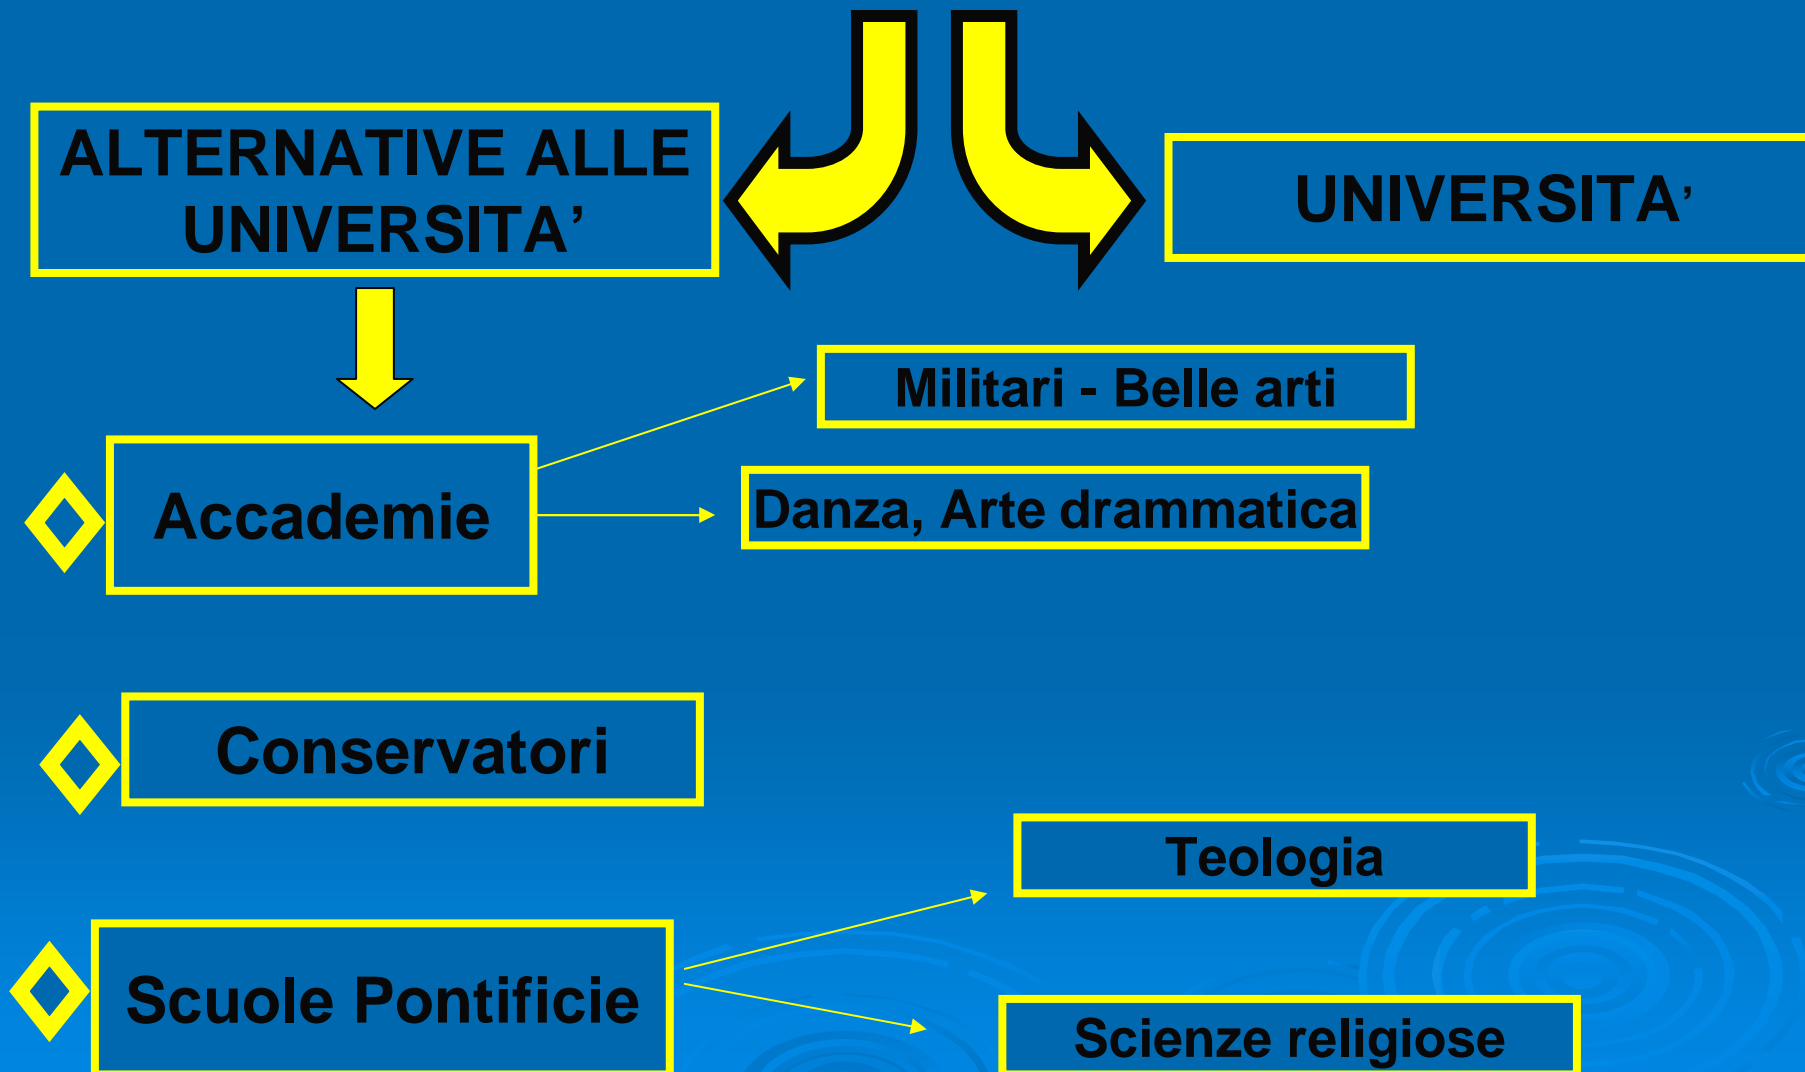 ALTERNATIVE ALLE
UNIVERSITA’
UNIVERSITA’
Militari - Belle arti
Accademie
Danza, Arte drammatica
Conservatori
Teologia
Scuole Pontificie
Scienze religiose